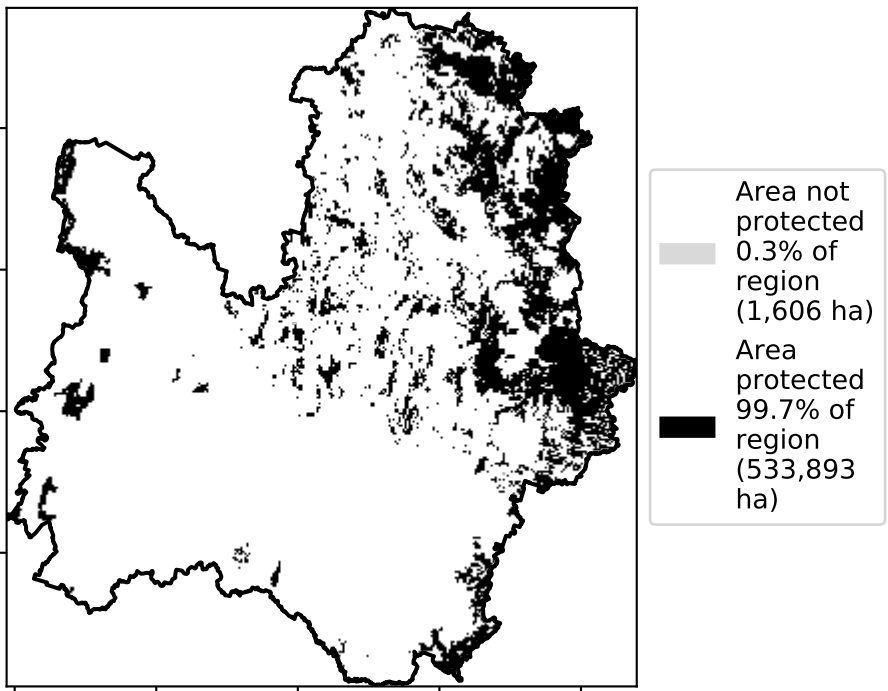 Area not
protected
0.3% of
region
(1,606 ha)
Area
protected
99.7% of
region
(533,893
ha)